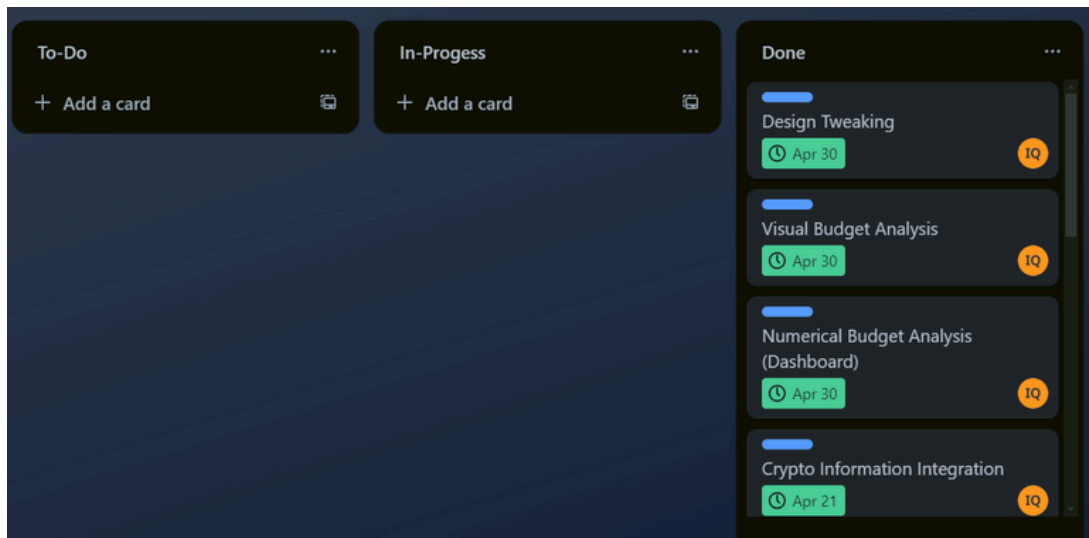 To-Do
Add a card
In-Progess
Add a card
Done
Design Tweaking
Apr 30
IQ
Visual Budget Analysis
Apr 30
IQ
Numerical Budget Analysis
(Dashboard)
Apr 30
IQ
Crypto Information Integration
Apr 21
IQ